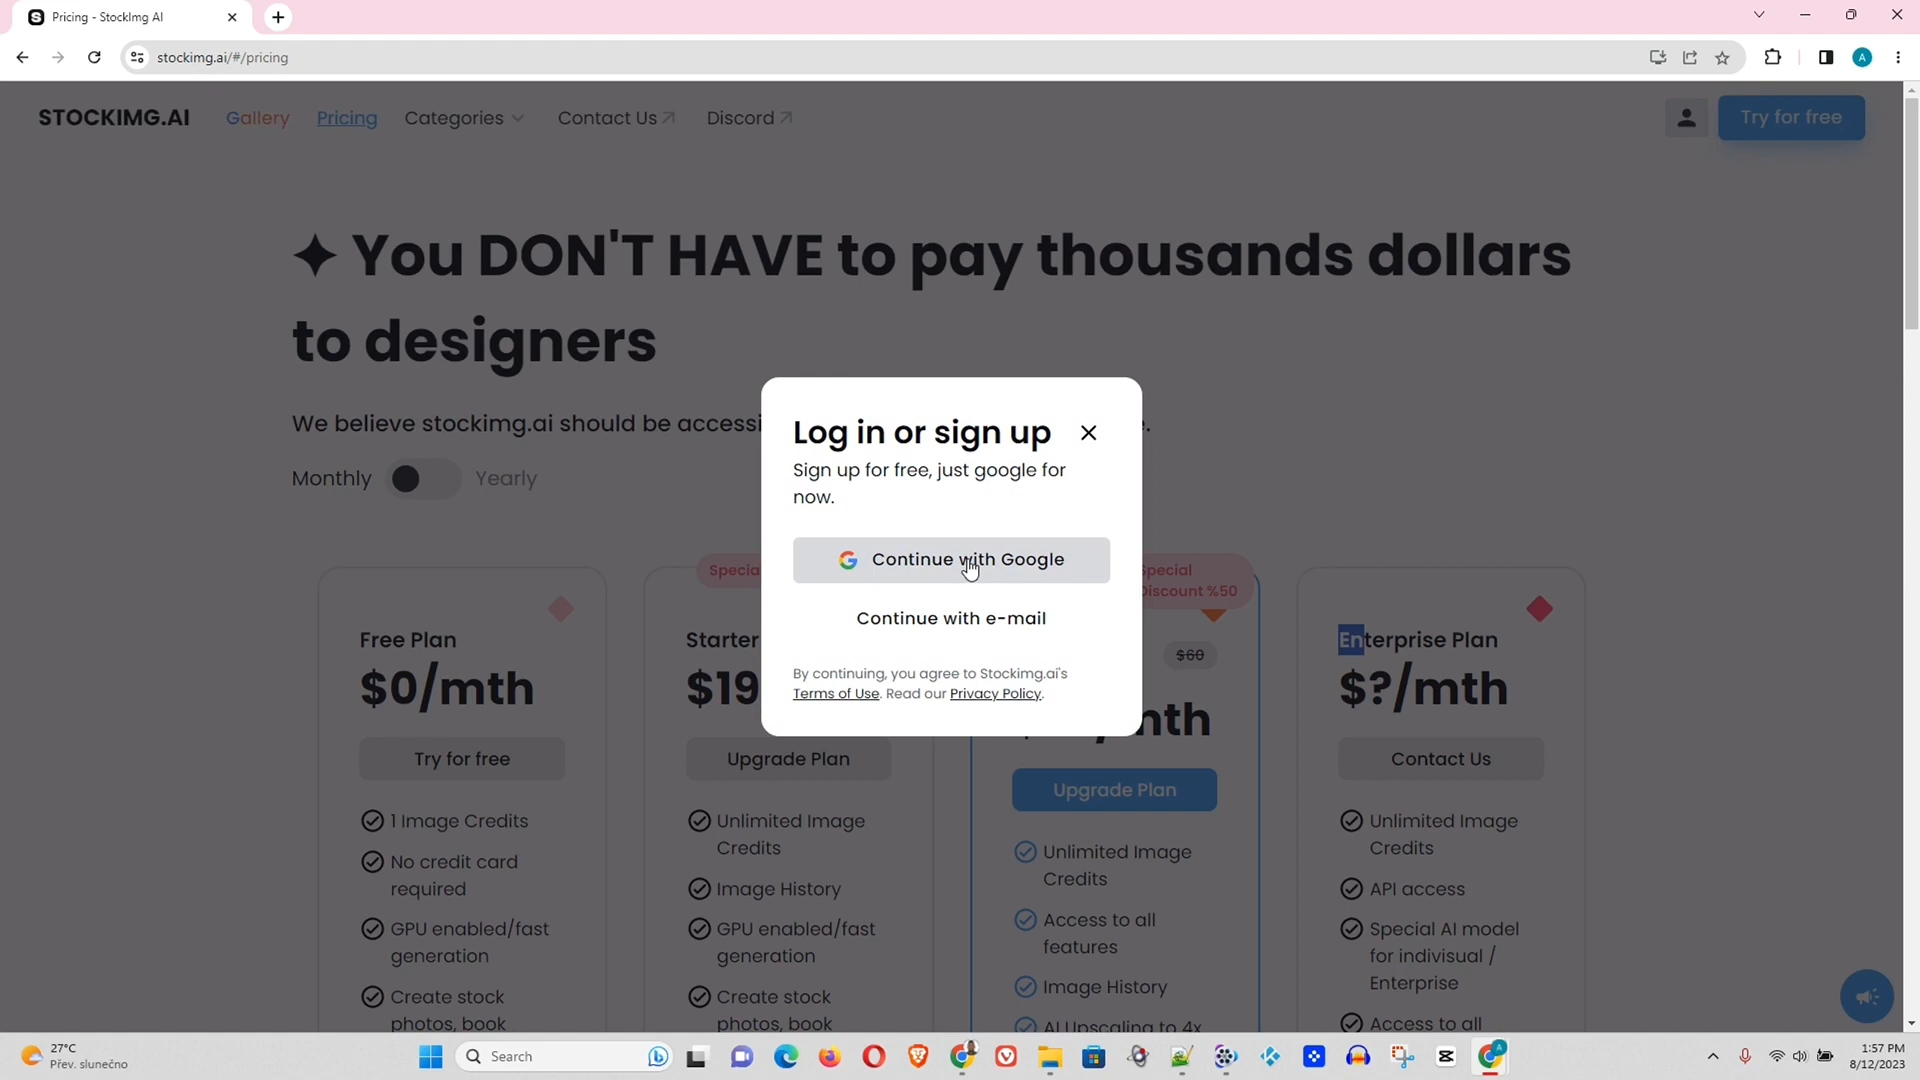 Pricing - StockImg AI
stockimg.ai/#/pricing
A
STOCKIMG.AI
Gallery
Pricing
Categories
Contact Us
Discord
Try for free
✦ You DON'T HAVE to pay thousands dollars
to designers
We believe stockimg.ai should be accessi
e.
Monthly
Yearly
Log in or sign up
Sign up for free, just google for
now.
Continue with Google
Continue with e-mail
By continuing, you agree to Stockimg.ai's
Terms of Use. Read our Privacy Policy.
Free Plan
$0/mth
Try for free
1 Image Credits
No credit card
required
GPU enabled/fast
generation
Create stock
photos, book
Specia
Starter
$19
Upgrade Plan
Unlimited Image
Credits
Image History
GPU enabled/fast
generation
Create stock
photos, book
Special
Discount %50
$60
/mth
Upgrade Plan
Unlimited Image
Credits
Access to all
features
Image History
AI Upscaling to 4x
Enterprise Plan
$?/mth
Contact Us
Unlimited Image
Credits
API access
Special AI model
for indivisual /
Enterprise
Access to all
27°C
Přev. slunečno
Search
1:57 PM
8/12/2023